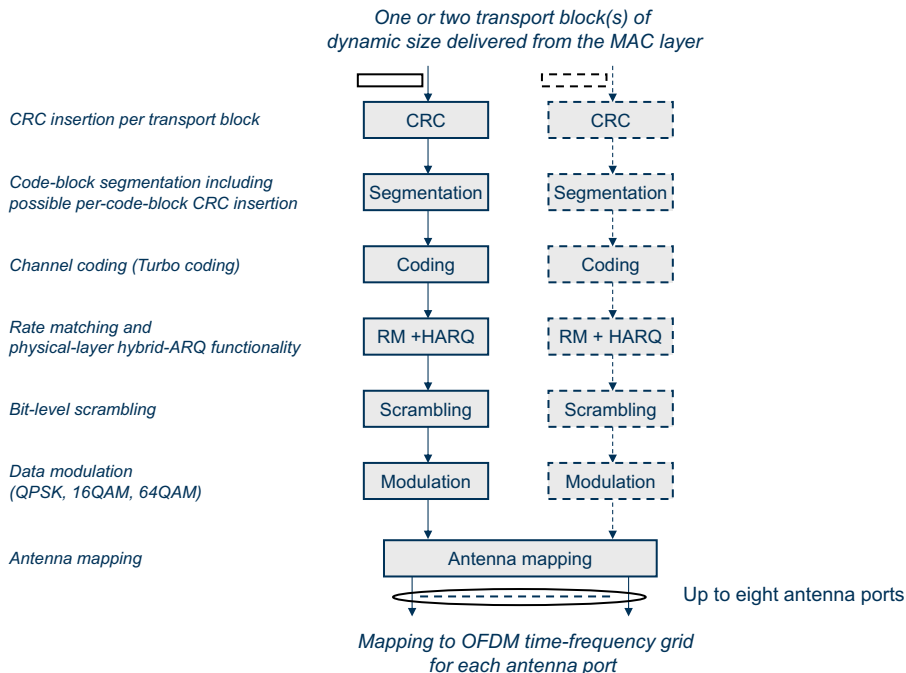 One or two transport block(s) of
dynamic size delivered from the MAC layer
CRC insertion per transport block
CRC
CRC
Code-block segmentation including
possible per-code-block CRC insertion
Segmentation
Segmentation
Channel coding (Turbo coding)
Coding
Coding
Rate matching and
physical-layer hybrid-ARQ functionality
RM +HARQ
RM + HARQ
Bit-level scrambling
Scrambling
Scrambling
Data modulation
(QPSK, 16QAM, 64QAM)
Modulation
Modulation
Antenna mapping
Antenna mapping
Up to eight antenna ports
Mapping to OFDM time-frequency grid
for each antenna port